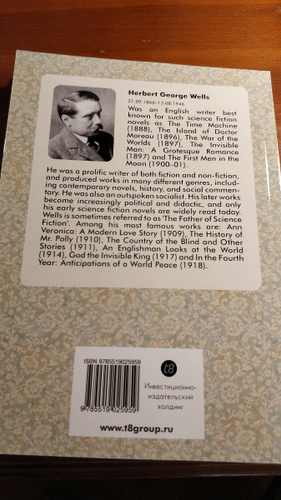 Herbert George Wells
21.09.1866-13.08.1946
Was an English writer best
known for such science fiction
novels as The Time Machine
(1888), The Island of Doctor
Moreau (1896), The War of the
Worlds (1897), The Invisible
Man: A Grotesque Romance
(1897) and The First Men in the
Moon (1900-01).
He was a prolific writer of both fiction and non-fiction,
and produced works in many different genres, includ-
ing contemporary novels, history, and social commen-
tary. He was also an outspoken socialist. His later works
become increasingly political and didactic, and only
his early science fiction novels are widely read today.
Wells is sometimes referred to as 'The Father of Science
Fiction'. Among his most famous works are: Ann
Veronica: A Modern Love Story (1909), The History of
Mr. Polly (1910), The Country of the Blind and Other
Stories (1911), An Englishman Looks at the World
(1914), God the Invisible King (1917) and In the Fourth
Year: Anticipations of a World Peace (1918).
ISBN 9785519025959
9 785519 025959
t8
Инвестиционно-
издательский
холдинг
www.t8group.ru